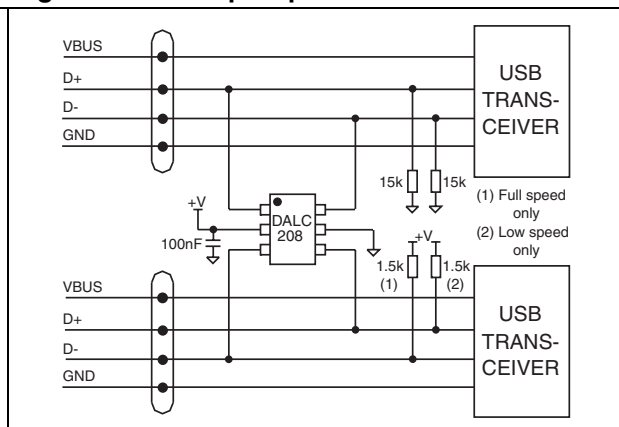 VBUS
D+
D-
GND
USB
TRANS-
CEIVER
15k
15k
(1) Full speed
only
(2) Low speed
only
+V
100nF
DALC
208
+V
1.5k
(1)
1.5k
(2)
VBUS
D+
D-
GND
USB
TRANS-
CEIVER